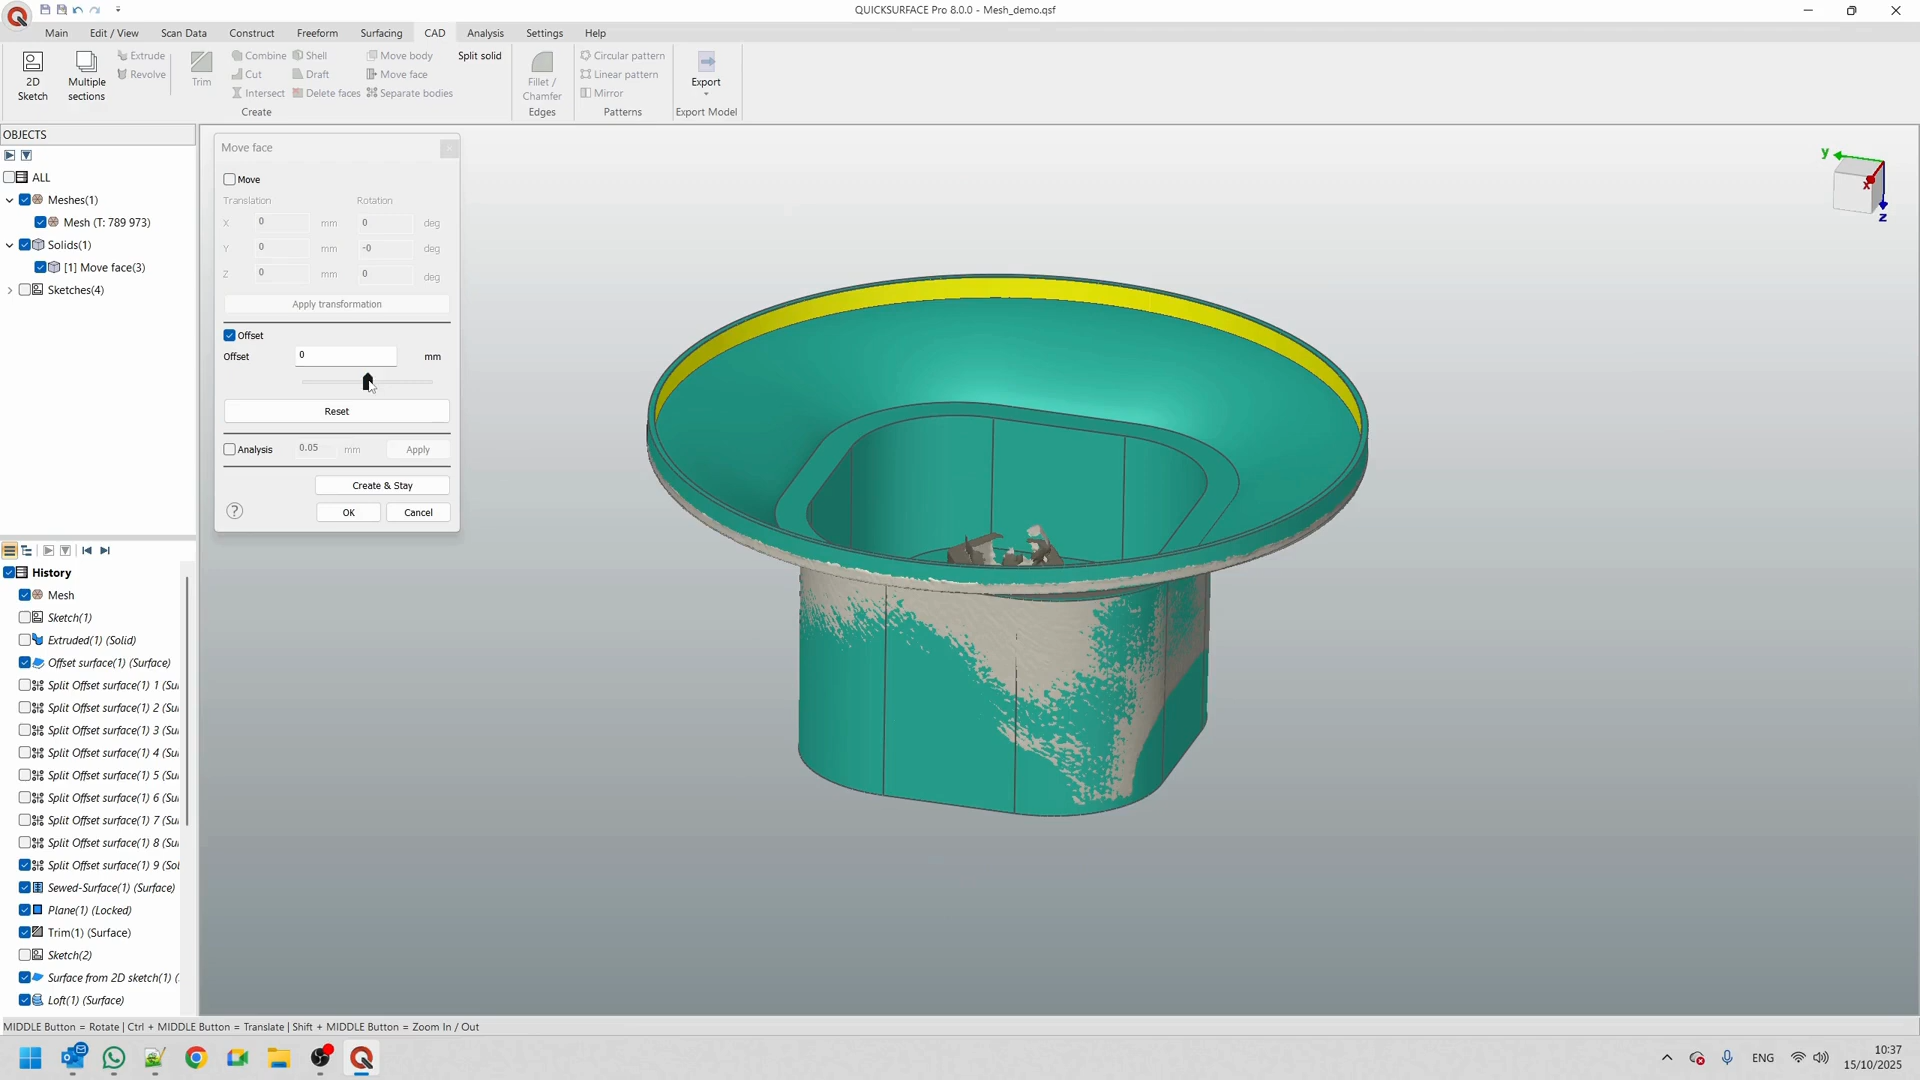 QUICKSURFACE Pro 8.0.0 - Mesh_demo.qsf
Main Edit / View Scan Data Construct Freeform Surfacing CAD Analysis Settings Help
2D Sketch
Multiple sections
Extrude
Revolve
Trim
Combine
Cut
Intersect
Shell
Draft
Delete faces
Move body
Move face
Separate bodies
Split solid
Create
Fillet / Chamfer
Edges
Circular pattern
Linear pattern
Mirror
Patterns
Export
Export Model
OBJECTS
ALL
Meshes(1)
Mesh (T: 789 973)
Solids(1)
[1] Move face(3)
Sketches(4)
Move face
Move
Translation Rotation
X 0 mm 0 deg
Y 0 mm -0 deg
Z 0 mm 0 deg
Apply transformation
Offset
Offset 0 mm
Reset
Analysis 0.05 mm Apply
Create & Stay
? OK Cancel
y
x
z
History
Mesh
Sketch(1)
Extruded(1) (Solid)
Offset surface(1) (Surface)
Split Offset surface(1) 1 (Su
Split Offset surface(1) 2 (Su
Split Offset surface(1) 3 (Su
Split Offset surface(1) 4 (Su
Split Offset surface(1) 5 (Su
Split Offset surface(1) 6 (Su
Split Offset surface(1) 7 (Su
Split Offset surface(1) 8 (Su
Split Offset surface(1) 9 (Sol
Sewed-Surface(1) (Surface)
Plane(1) (Locked)
Trim(1) (Surface)
Sketch(2)
Surface from 2D sketch(1) (
Loft(1) (Surface)
MIDDLE Button = Rotate | Ctrl + MIDDLE Button = Translate | Shift + MIDDLE Button = Zoom In / Out
ENG
10:37
15/10/2025